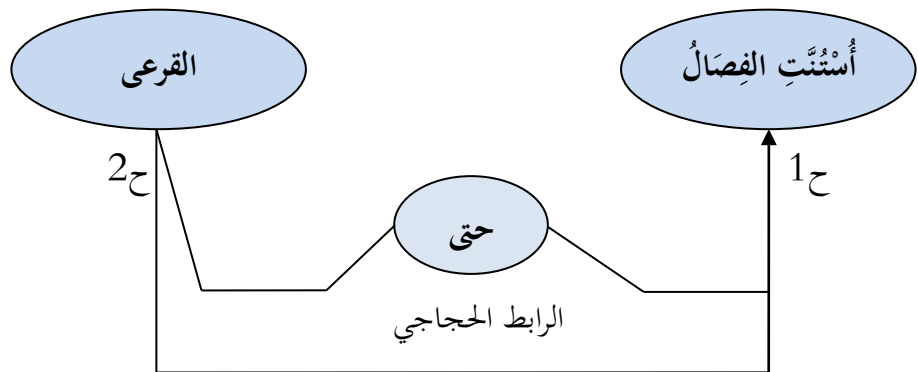 أُسْتُنَّتِ الفِصَالُ
القرعى
ح1
ح2
حتى
الرابط الحجاجي